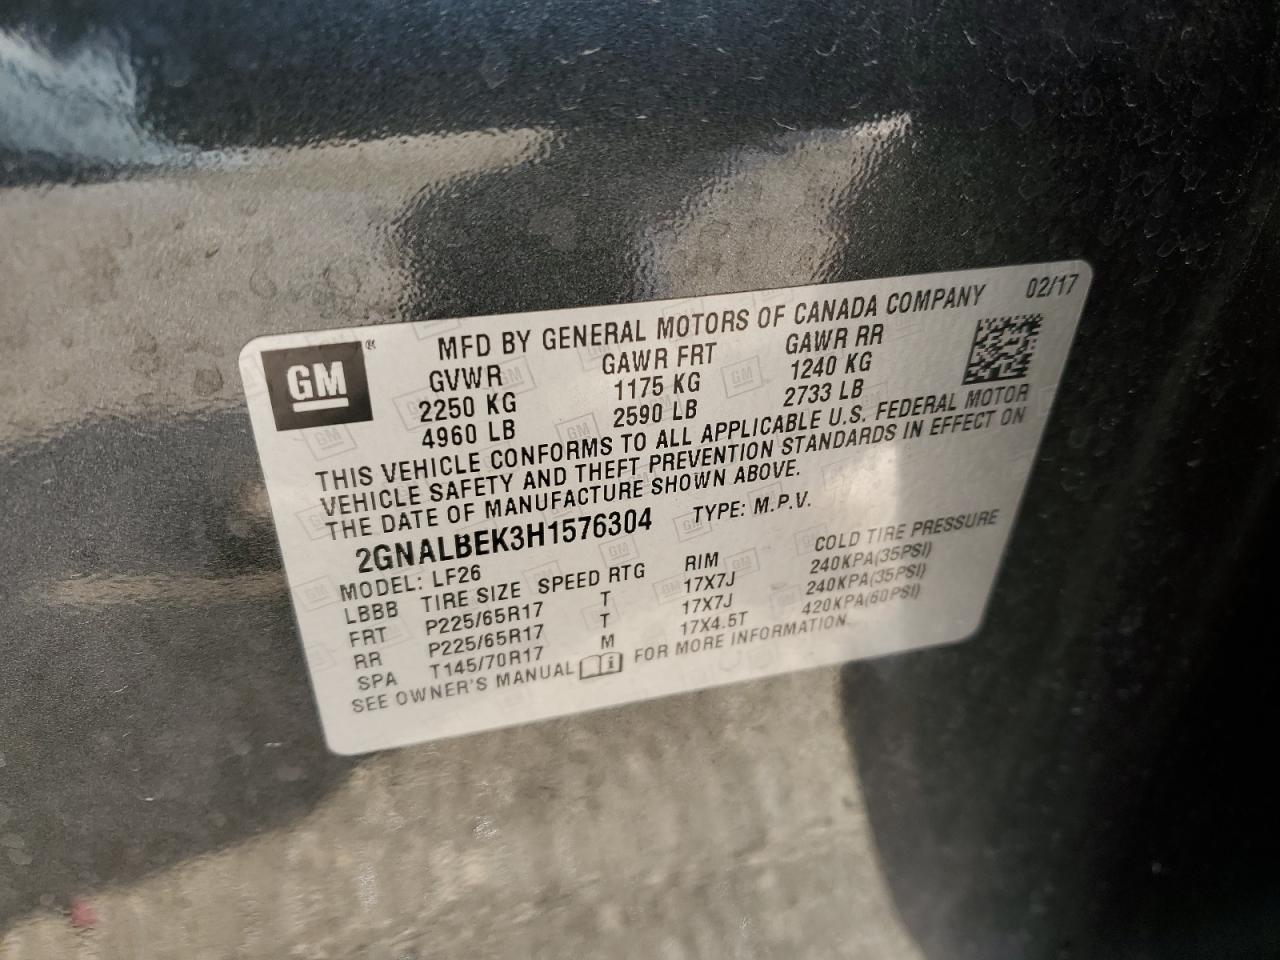 GM®
MFD BY GENERAL MOTORS OF CANADA COMPANY 02/17
GVWR GAWR FRT GAWR RR
2250 KG 1175 KG 1240 KG
4960 LB 2590 LB 2733 LB
THIS VEHICLE CONFORMS TO ALL APPLICABLE U.S. FEDERAL MOTOR
VEHICLE SAFETY AND THEFT PREVENTION STANDARDS IN EFFECT ON
THE DATE OF MANUFACTURE SHOWN ABOVE.
2GNALBEK3H1576304 TYPE: M.P.V.
MODEL: LF26
LBBB TIRE SIZE SPEED RTG RIM COLD TIRE PRESSURE
FRT P225/65R17 T 17X7J 240KPA(35PSI)
RR P225/65R17 T 17X7J 240KPA(35PSI)
SPA T145/70R17 M 17X4.5T 420KPA(60PSI)
SEE OWNER'S MANUAL FOR MORE INFORMATION